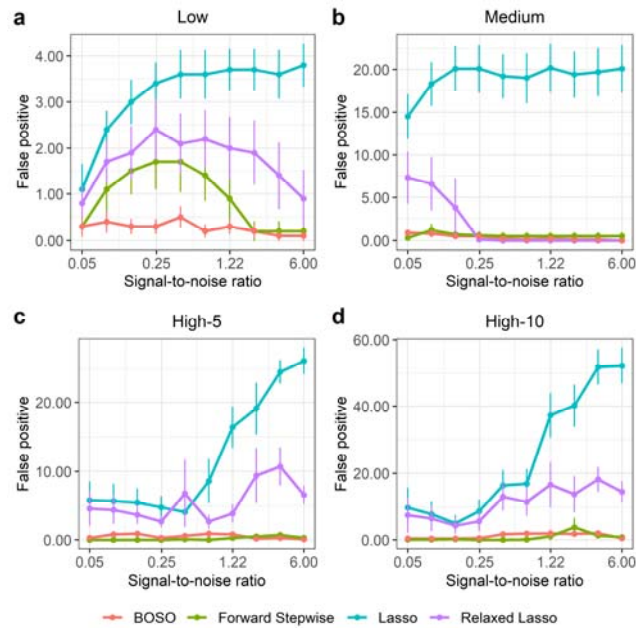 a
Low
b
Medium
False positive
4.00
3.00
2.00
1.00
0.00
0.05
0.25
1.22
6.00
Signal-to-noise ratio
False positive
20.00
15.00
10.00
5.00
0.00
0.05
0.25
1.22
6.00
Signal-to-noise ratio
c
High-5
d
High-10
False positive
20.00
10.00
0.00
0.05
0.25
1.22
6.00
Signal-to-noise ratio
False positive
60.00
40.00
20.00
0.00
0.05
0.25
1.22
6.00
Signal-to-noise ratio
BOSO Forward Stepwise Lasso Relaxed Lasso